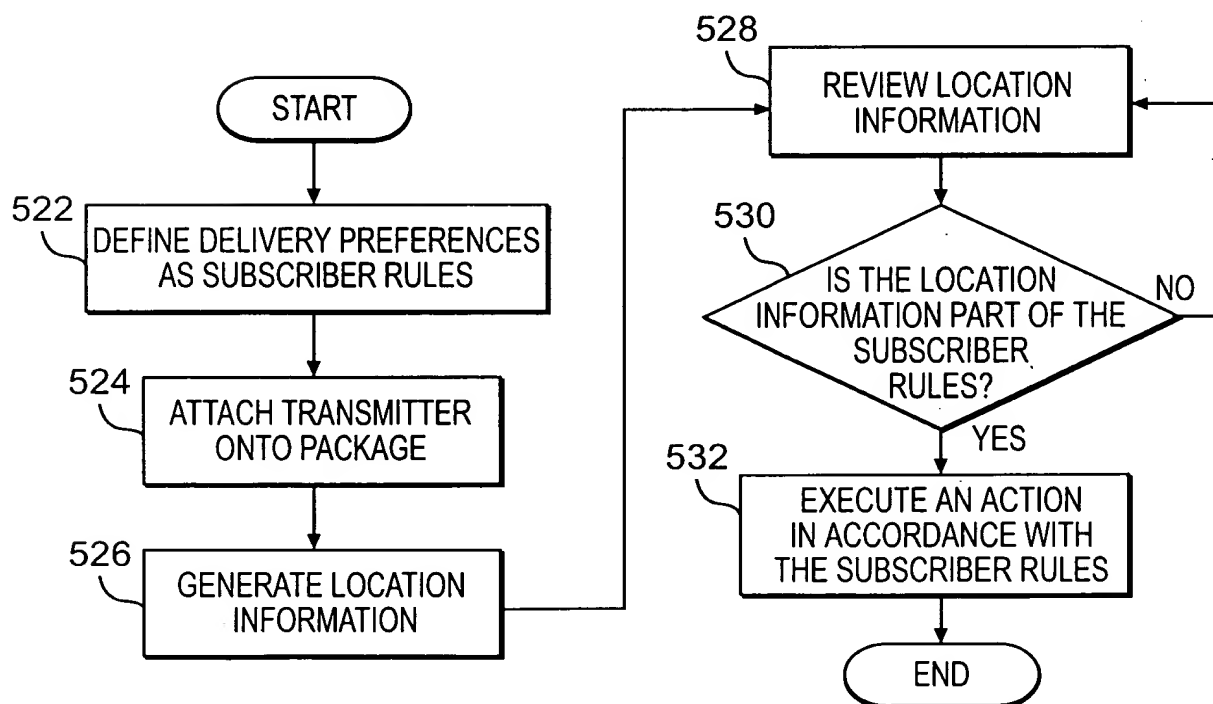 START
522
DEFINE DELIVERY PREFERENCES
AS SUBSCRIBER RULES
524
ATTACH TRANSMITTER
ONTO PACKAGE
526
GENERATE LOCATION
INFORMATION
528
REVIEW LOCATION
INFORMATION
530
IS THE LOCATION
INFORMATION PART OF THE
SUBSCRIBER
RULES?
NO
YES
532
EXECUTE AN ACTION
IN ACCORDANCE WITH
THE SUBSCRIBER RULES
END